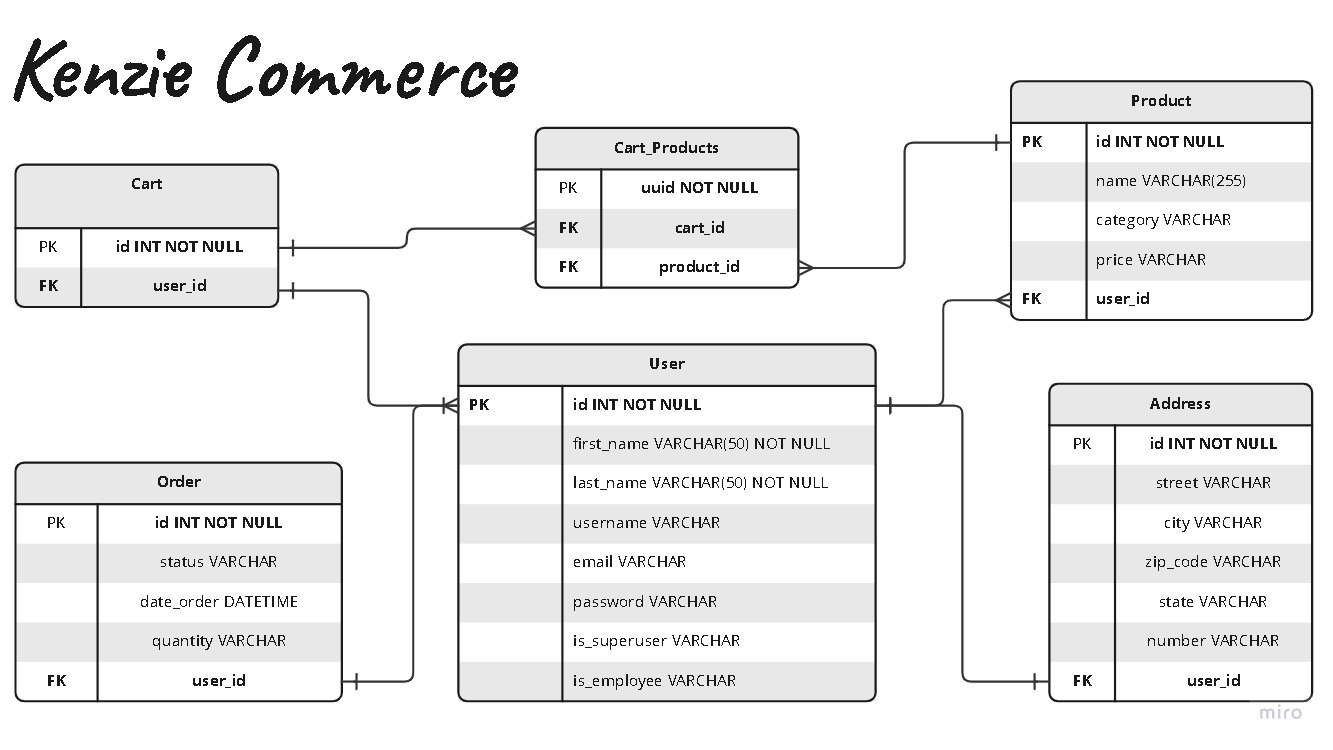 Kenzie Commerce
Cart
PK id INT NOT NULL
FK user_id
Cart_Products
PK uuid NOT NULL
FK cart_id
FK product_id
Product
PK id INT NOT NULL
name VARCHAR(255)
category VARCHAR
price VARCHAR
FK user_id
User
PK id INT NOT NULL
first_name VARCHAR(50) NOT NULL
last_name VARCHAR(50) NOT NULL
username VARCHAR
email VARCHAR
password VARCHAR
is_superuser VARCHAR
is_employee VARCHAR
Order
PK id INT NOT NULL
status VARCHAR
date_order DATETIME
quantity VARCHAR
FK user_id
Address
PK id INT NOT NULL
street VARCHAR
city VARCHAR
zip_code VARCHAR
state VARCHAR
number VARCHAR
FK user_id
miro